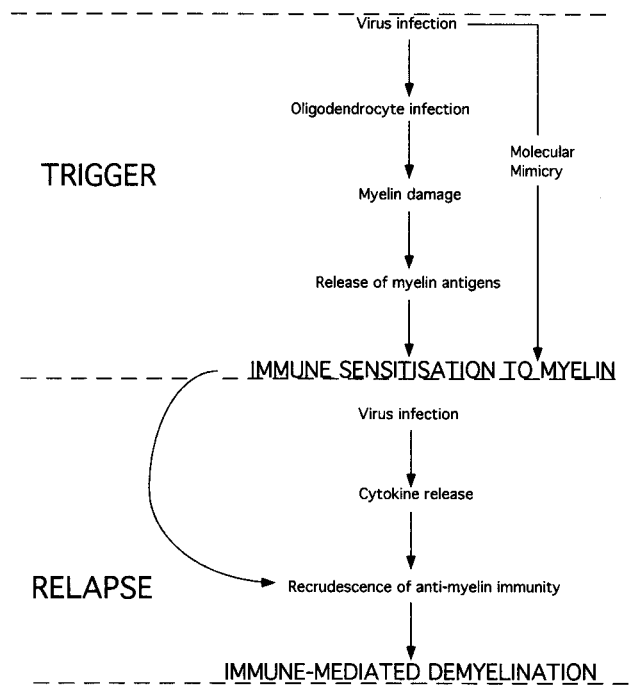 Virus infection
Oligodendrocyte infection
Molecular
Mimicry
TRIGGER
Myelin damage
Release of myelin antigens
IMMUNE SENSITISATION TO MYELIN
Virus infection
Cytokine release
RELAPSE
Recrudescence of anti-myelin immunity
IMMUNE-MEDIATED DEMYELINATION